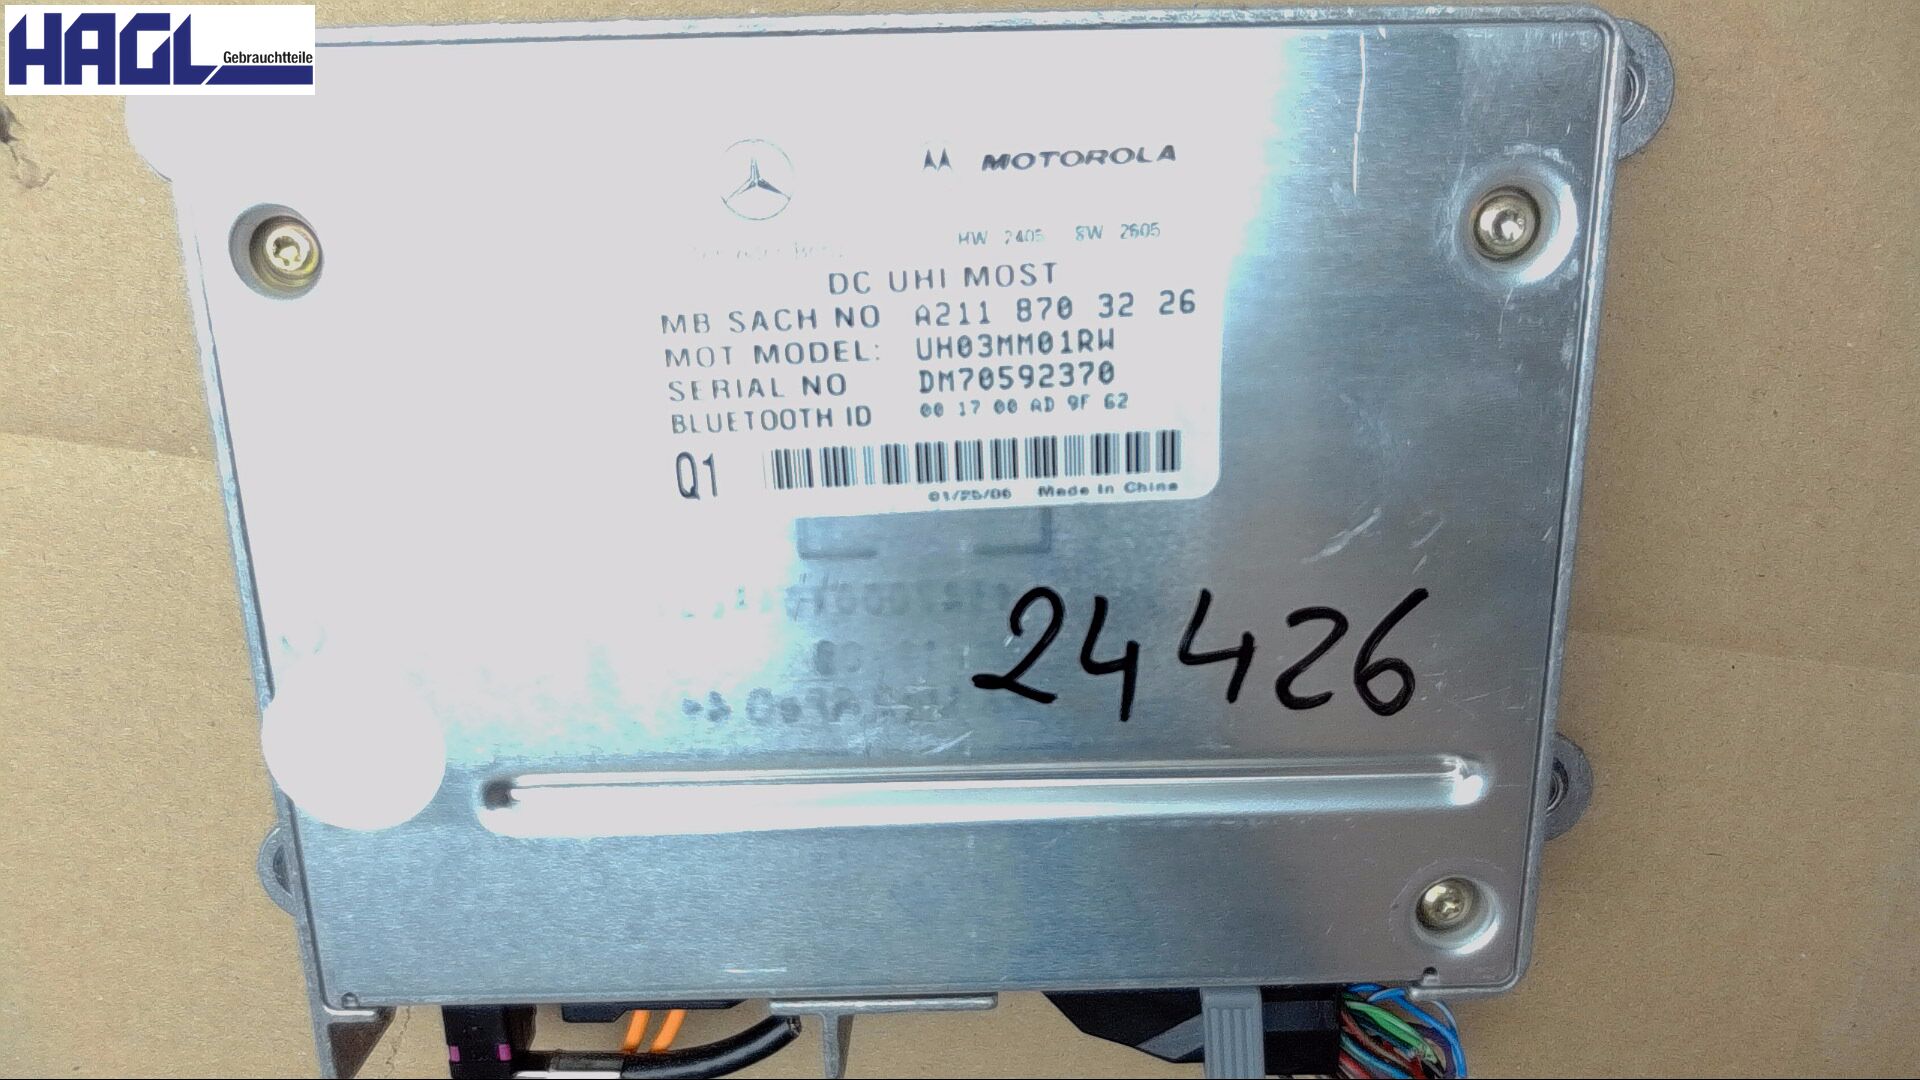 HAGL
Gebrauchtteile
MOTOROLA
HW 2405 SW 2605
DC UHI MOST
MB SACH NO A211 870 32 26
MOT MODEL: UH03MM01RW
SERIAL NO DM70592370
BLUETOOTH ID 00 17 00 AD 9F 62
Q1
01/25/06 Made In China
24426